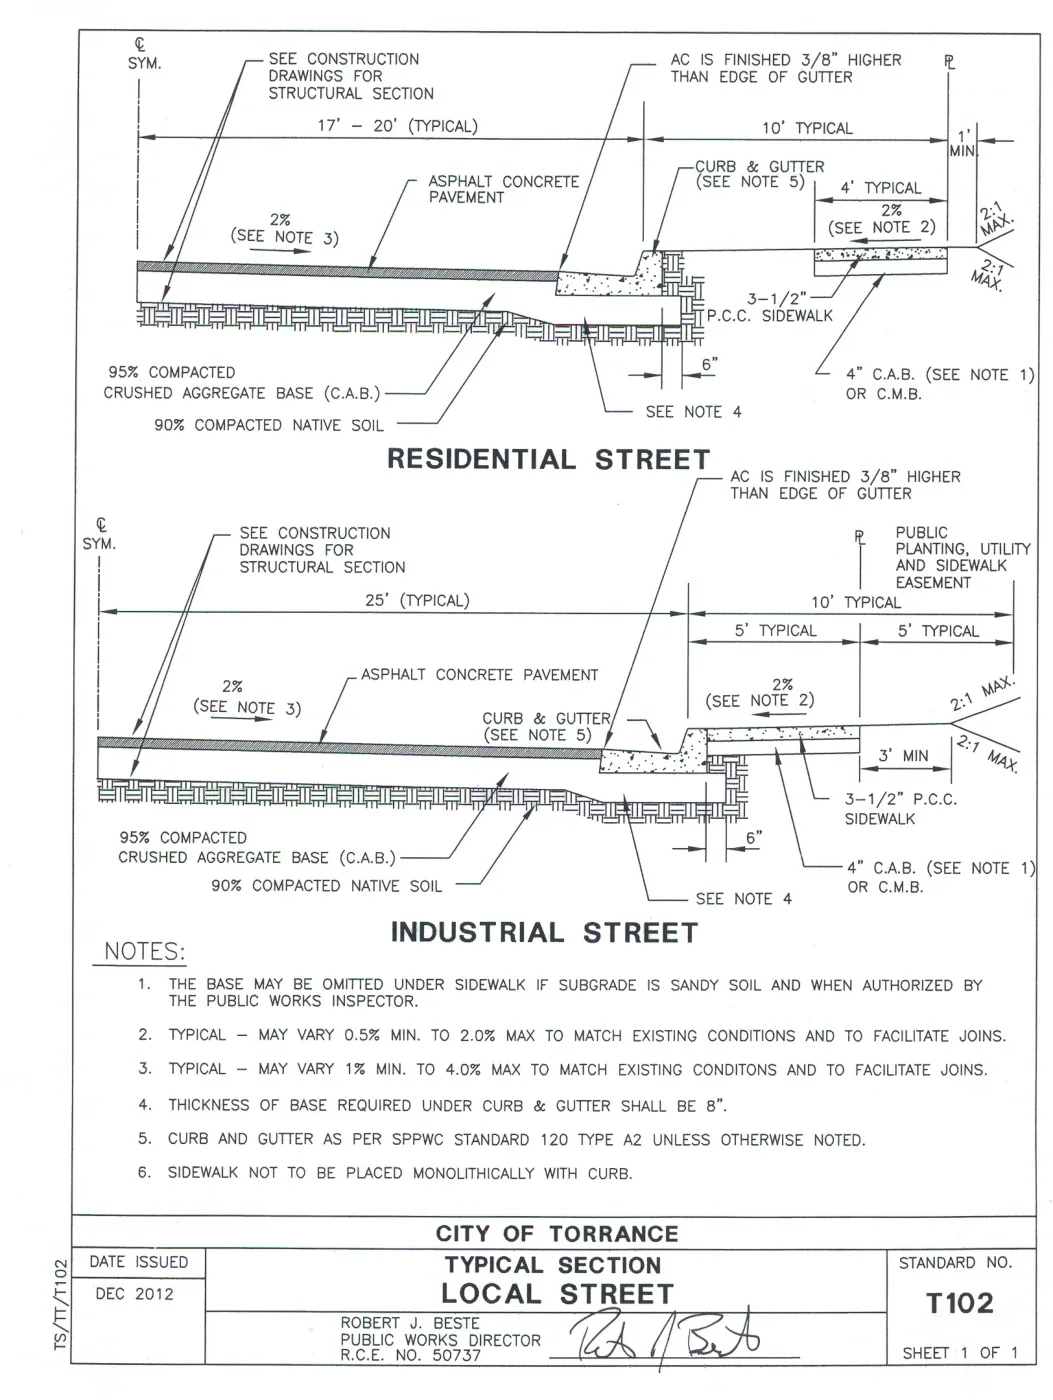 ℄
SYM.
SEE CONSTRUCTION
DRAWINGS FOR
STRUCTURAL SECTION
AC IS FINISHED 3/8" HIGHER
THAN EDGE OF GUTTER
PL
17' - 20' (TYPICAL)
10' TYPICAL
1'
MIN.
ASPHALT CONCRETE
PAVEMENT
CURB & GUTTER
(SEE NOTE 5)
4' TYPICAL
2%
(SEE NOTE 3)
2%
(SEE NOTE 2)
2:1
MAX.
2:1
MAX.
3-1/2"
P.C.C. SIDEWALK
95% COMPACTED
CRUSHED AGGREGATE BASE (C.A.B.)
90% COMPACTED NATIVE SOIL
6"
SEE NOTE 4
4" C.A.B. (SEE NOTE 1)
OR C.M.B.
RESIDENTIAL STREET
AC IS FINISHED 3/8" HIGHER
THAN EDGE OF GUTTER
℄
SYM.
SEE CONSTRUCTION
DRAWINGS FOR
STRUCTURAL SECTION
PL
PUBLIC
PLANTING, UTILITY
AND SIDEWALK
EASEMENT
25' (TYPICAL)
10' TYPICAL
5' TYPICAL
5' TYPICAL
ASPHALT CONCRETE PAVEMENT
2%
(SEE NOTE 3)
CURB & GUTTER
(SEE NOTE 5)
2%
(SEE NOTE 2)
2:1 MAX.
2:1 MAX.
3' MIN
3-1/2" P.C.C.
SIDEWALK
95% COMPACTED
CRUSHED AGGREGATE BASE (C.A.B.)
90% COMPACTED NATIVE SOIL
6"
SEE NOTE 4
4" C.A.B. (SEE NOTE 1)
OR C.M.B.
INDUSTRIAL STREET
NOTES:
1. THE BASE MAY BE OMITTED UNDER SIDEWALK IF SUBGRADE IS SANDY SOIL AND WHEN AUTHORIZED BY
THE PUBLIC WORKS INSPECTOR.
2. TYPICAL - MAY VARY 0.5% MIN. TO 2.0% MAX TO MATCH EXISTING CONDITIONS AND TO FACILITATE JOINS.
3. TYPICAL - MAY VARY 1% MIN. TO 4.0% MAX TO MATCH EXISTING CONDITONS AND TO FACILITATE JOINS.
4. THICKNESS OF BASE REQUIRED UNDER CURB & GUTTER SHALL BE 8".
5. CURB AND GUTTER AS PER SPPWC STANDARD 120 TYPE A2 UNLESS OTHERWISE NOTED.
6. SIDEWALK NOT TO BE PLACED MONOLITHICALLY WITH CURB.
CITY OF TORRANCE
DATE ISSUED
DEC 2012
TYPICAL SECTION
LOCAL STREET
ROBERT J. BESTE
PUBLIC WORKS DIRECTOR
R.C.E. NO. 50737
STANDARD NO.
T102
SHEET 1 OF 1
TS/TT/T102